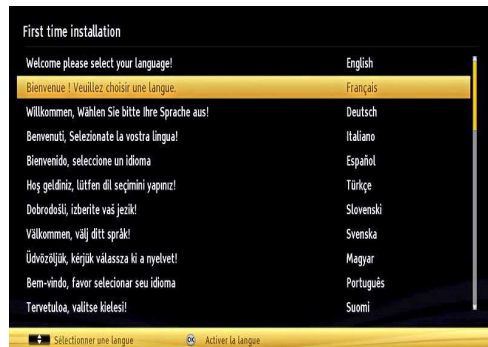 First time installation
Welcome please select your language! English
Bienvenue ! Veuillez choisir une langue. Français
Willkommen, Wählen Sie bitte Ihre Sprache aus! Deutsch
Benvenuti, Selezionate la vostra lingua! Italiano
Bienvenido, seleccione un idioma Español
Hoş geldiniz, lütfen dil seçimini yapınız! Türkçe
Dobrodošli, izberite vaš jezik! Slovenski
Välkommen, välj ditt språk! Svenska
Üdvözöljük, kérjük válassza ki a nyelvet! Magyar
Bem-vindo, favor selecionar seu idioma Português
Tervetuloa, valitse kielesi! Suomi
Sélectionner une langue OK Activer la langue